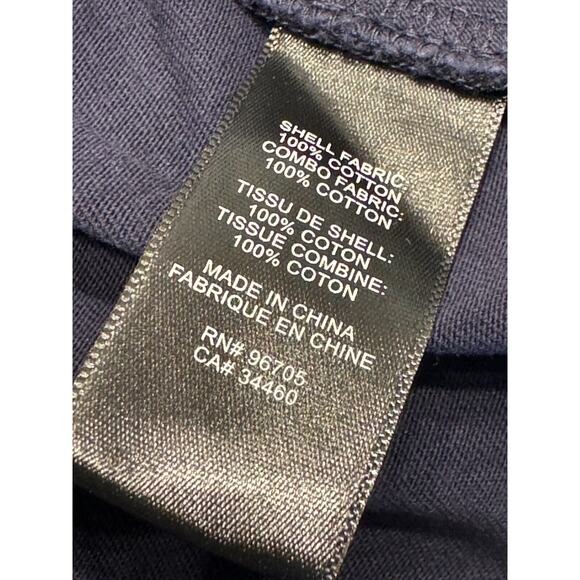 SHELL FABRIC:
100% COTTON
COMBO FABRIC:
100% COTTON
TISSU DE SHELL:
100% COTON
TISSUE COMBINE:
100% COTON
MADE IN CHINA
FABRIQUE EN CHINE
RN# 96705
CA# 34460